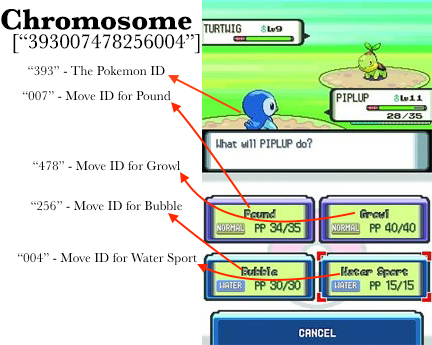 Chromosome
[“393007478256004”]
“393” - The Pokemon ID
“007” - Move ID for Pound
“478” - Move ID for Growl
“256” - Move ID for Bubble
“004” - Move ID for Water Sport
TURTWIG Lv9
PIPLUP Lv11
28/35
What will PIPLUP do?
Pound
NORMAL PP 34/35
Growl
NORMAL PP 40/40
Bubble
WATER PP 30/30
Water Sport
WATER PP 15/15
CANCEL